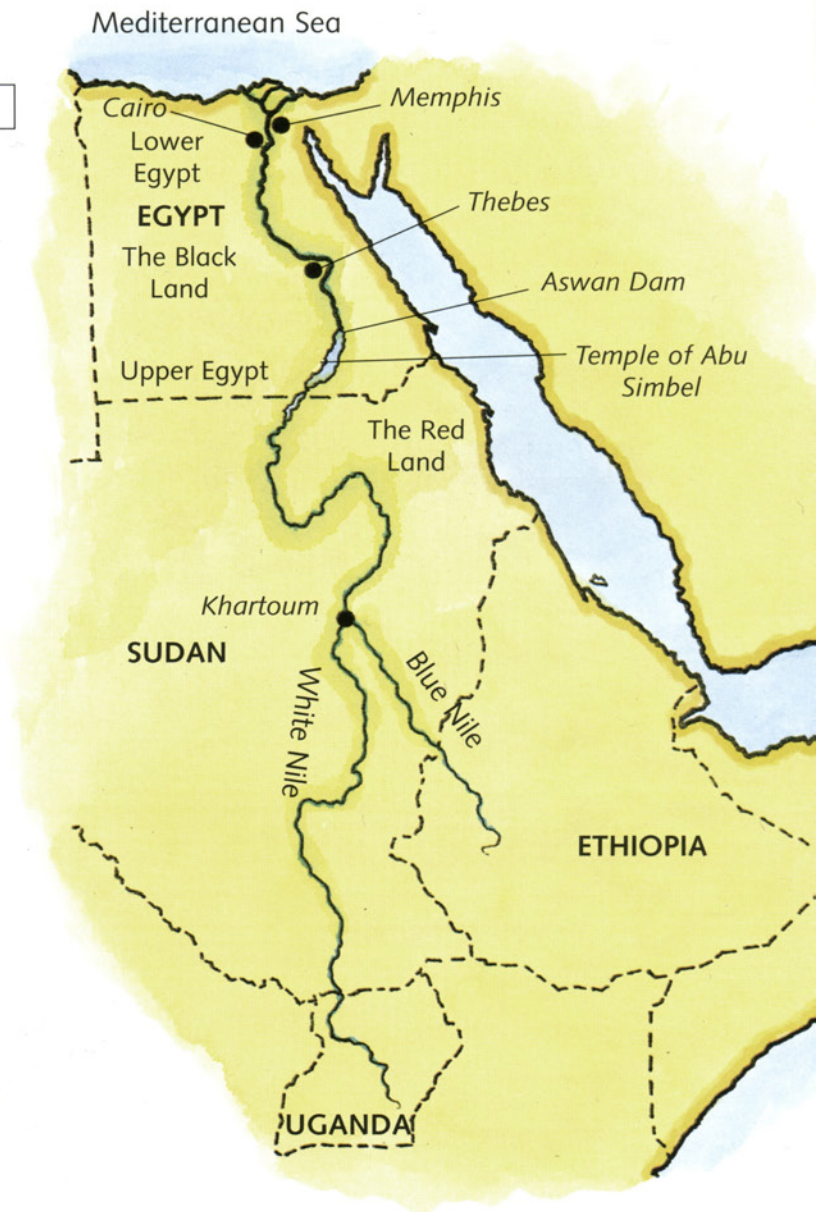 Mediterranean Sea
Cairo
Memphis
Lower
Egypt
EGYPT
Thebes
The Black
Land
Aswan Dam
Upper Egypt
Temple of Abu
Simbel
The Red
Land
Khartoum
SUDAN
White Nile
Blue Nile
ETHIOPIA
UGANDA